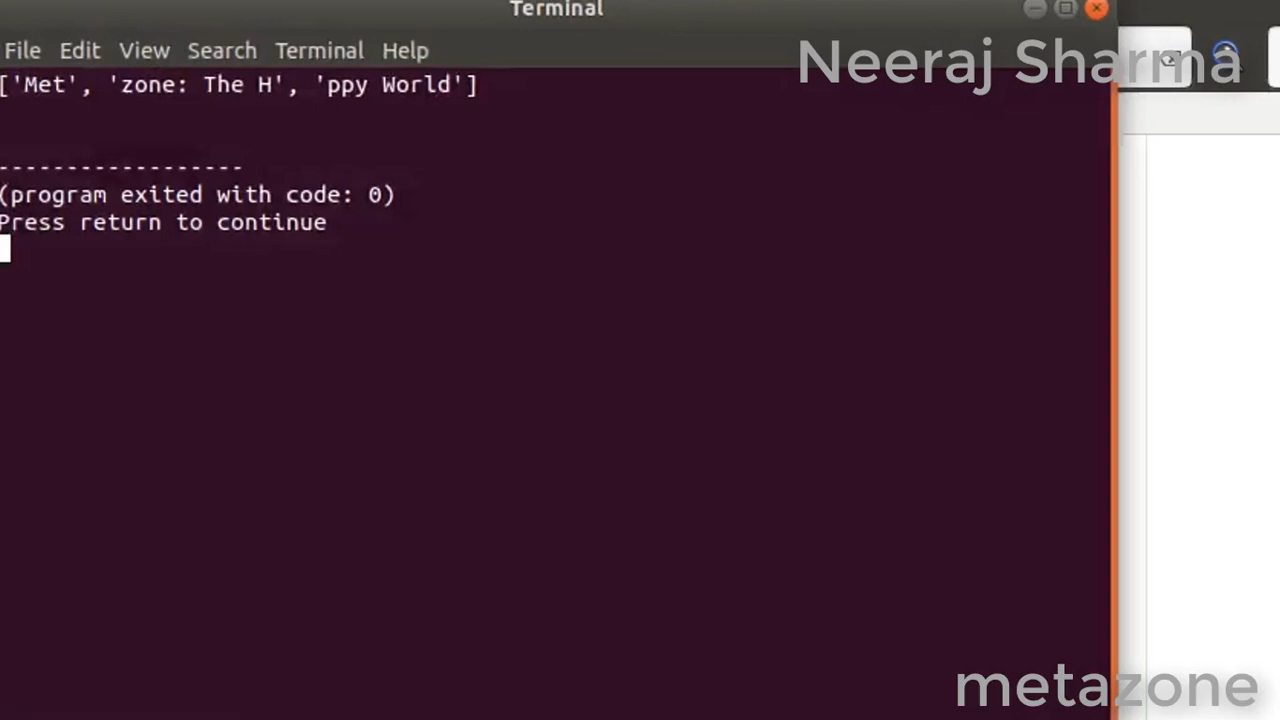 Terminal
File Edit View Search Terminal Help
Neeraj Sharma
['Met', 'zone: The H', 'ppy World']
------------------
(program exited with code: 0)
Press return to continue
metazone